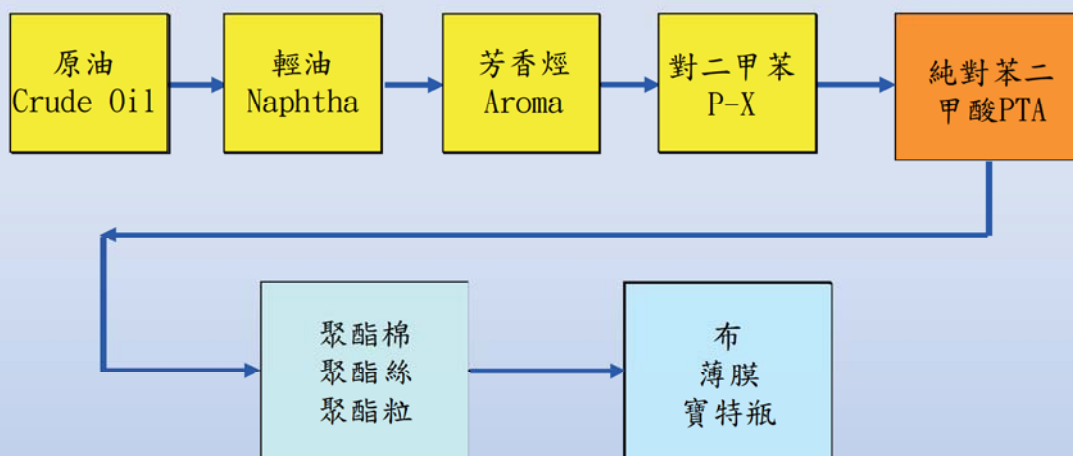 原油
Crude Oil
輕油
Naphtha
芳香烴
Aroma
對二甲苯
P-X
純對苯二
甲酸PTA
聚酯棉
聚酯絲
聚酯粒
布
薄膜
寶特瓶